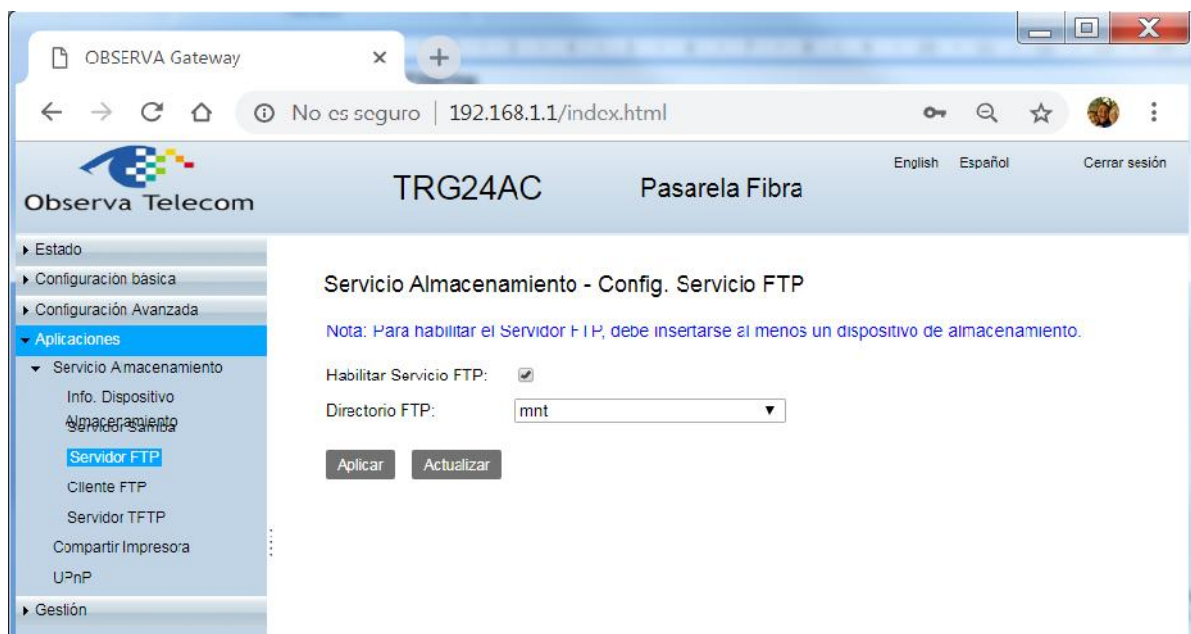 OBSERVA Gateway
No es seguro | 192.168.1.1/index.html
Observa Telecom
TRG24AC
Pasarela Fibra
English Español
Cerrar sesión
Estado
Configuración básica
Configuración Avanzada
Aplicaciones
Servicio Almacenamiento
Info. Dispositivo
Almacenamiento
Servidor Samba
Servidor FTP
Cliente FTP
Servidor TFTP
Compartir Impresora
UPnP
Gestión
Servicio Almacenamiento - Config. Servicio FTP
Nota: Para habilitar el Servidor FTP, debe insertarse al menos un dispositivo de almacenamiento.
Habilitar Servicio FTP:
Directorio FTP: mnt
Aplicar Actualizar